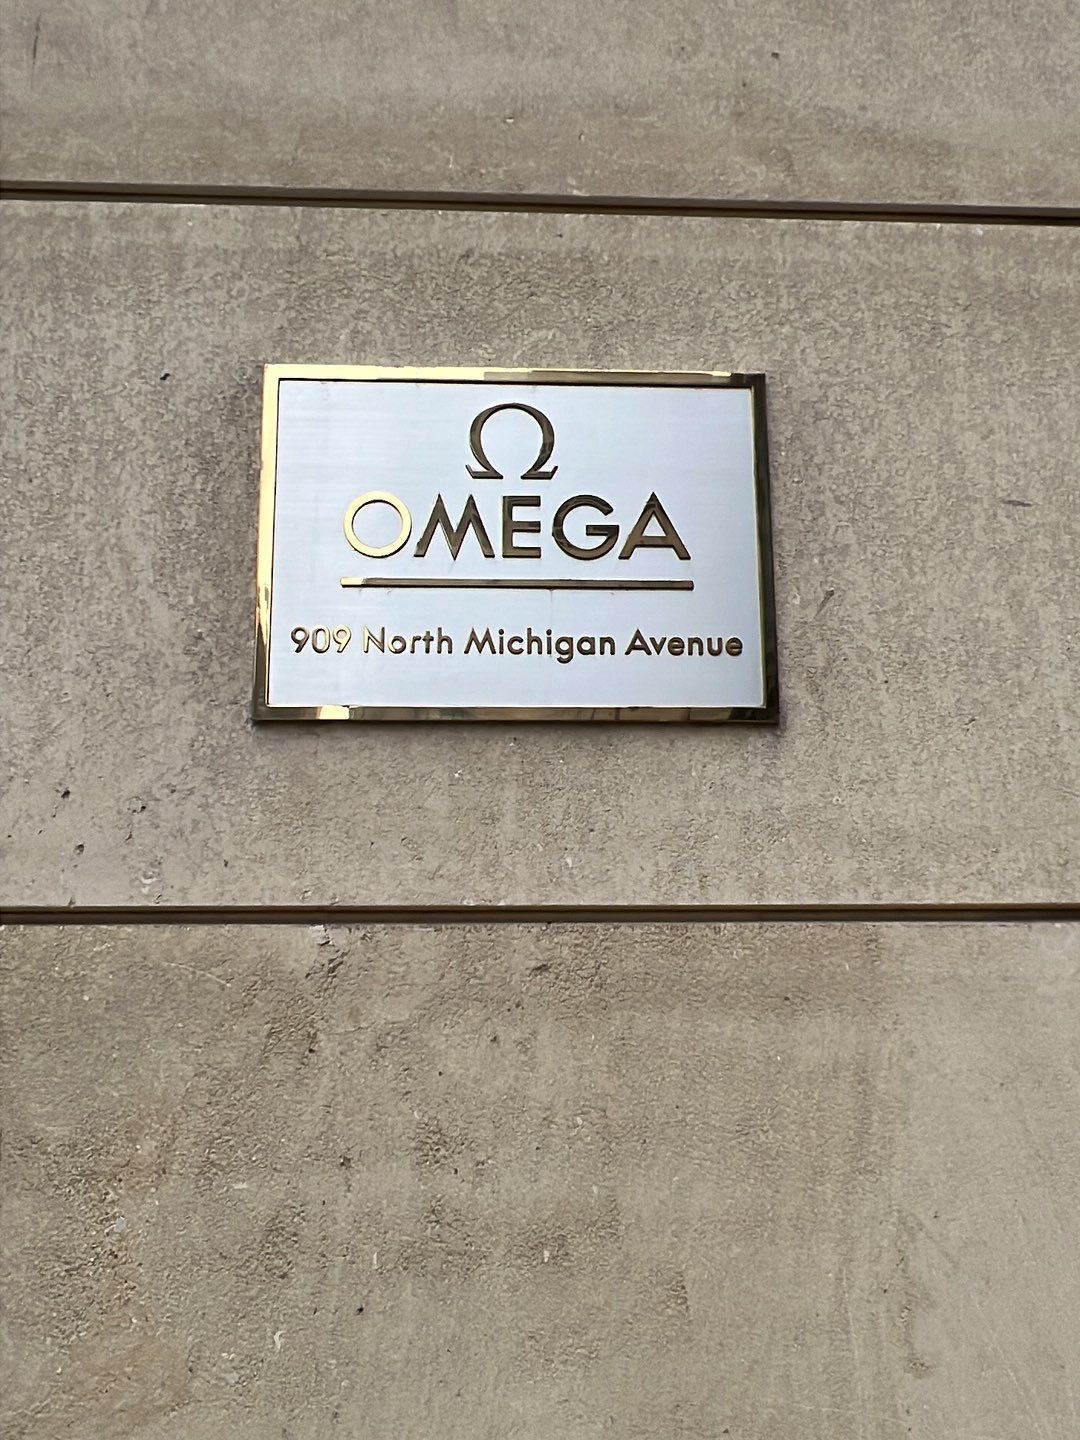 Ω
OMEGA
909 North Michigan Avenue